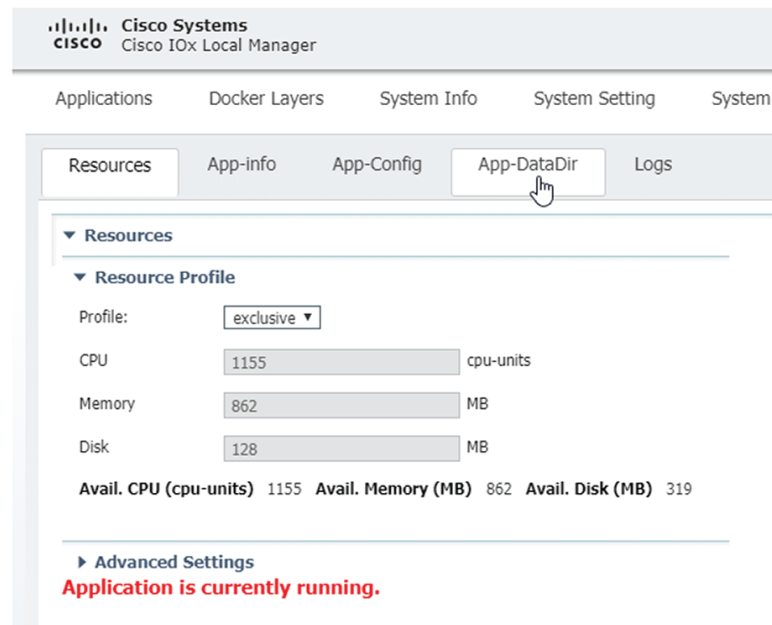 Cisco Systems
CISCO Cisco IOx Local Manager
Applications Docker Layers System Info System Setting System
Resources App-info App-Config App-DataDir Logs
Resources
Resource Profile
Profile: exclusive
CPU 1155 cpu-units
Memory 862 MB
Disk 128 MB
Avail. CPU (cpu-units) 1155 Avail. Memory (MB) 862 Avail. Disk (MB) 319
Advanced Settings
Application is currently running.